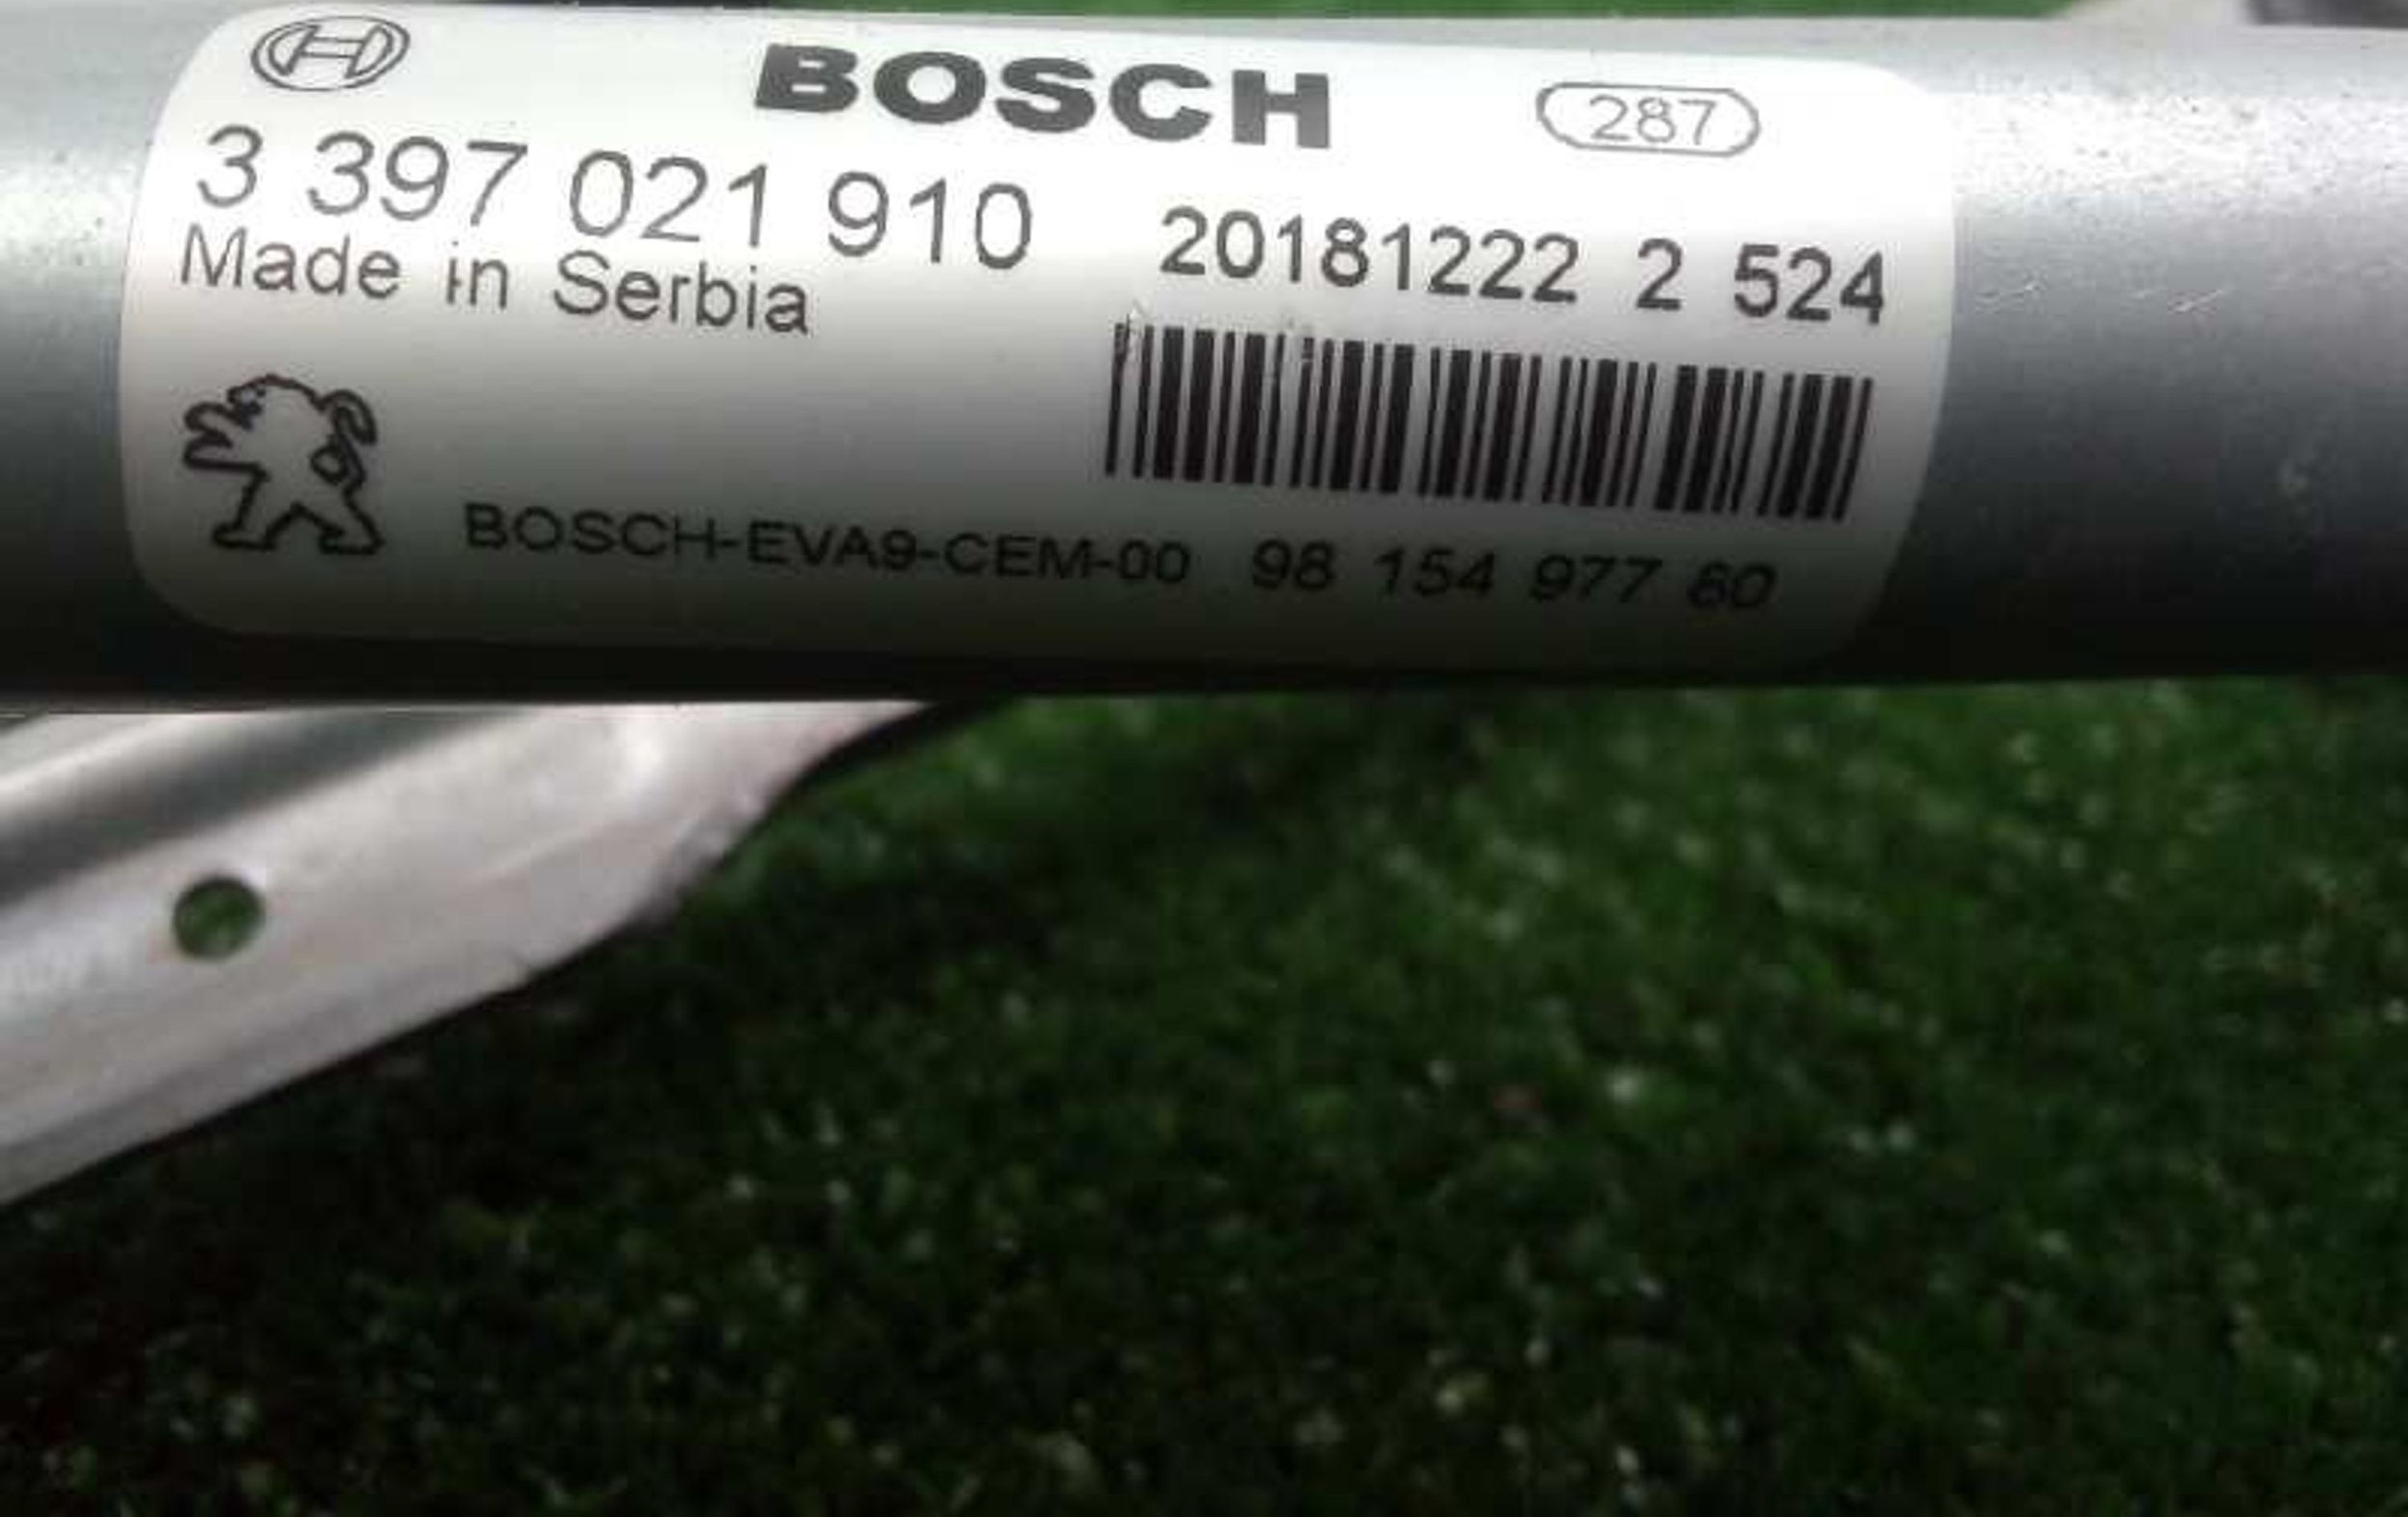 BOSCH 287
3 397 021 910 20181222 2 524
Made in Serbia
BOSCH-EVA9-CEM-00 98 154 977 80